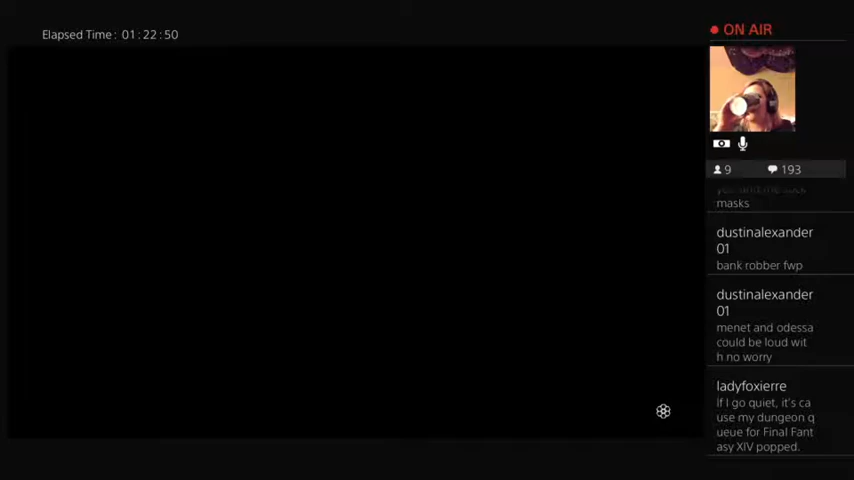 Elapsed Time: 01:22:50
ON AIR
9 193
masks
dustinalexander
01
bank robber fwp
dustinalexander
01
menet and odessa
could be loud wit
h no worry
ladyfoxierre
If I go quiet, it's ca
use my dungeon q
ueue for Final Fant
asy XIV popped.